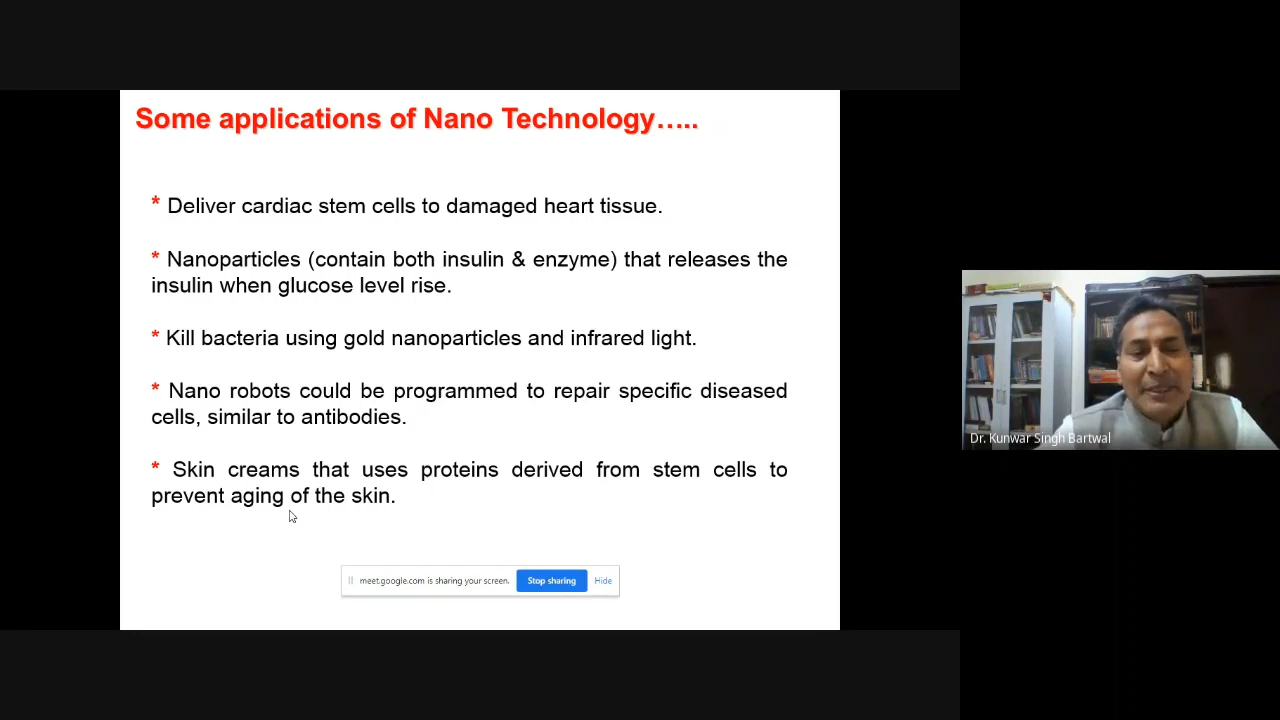 Some applications of Nano Technology…..
* Deliver cardiac stem cells to damaged heart tissue.
* Nanoparticles (contain both insulin & enzyme) that releases the
insulin when glucose level rise.
* Kill bacteria using gold nanoparticles and infrared light.
* Nano robots could be programmed to repair specific diseased
cells, similar to antibodies.
* Skin creams that uses proteins derived from stem cells to
prevent aging of the skin.
meet.google.com is sharing your screen. Stop sharing Hide
Dr. Kunwar Singh Bartwal